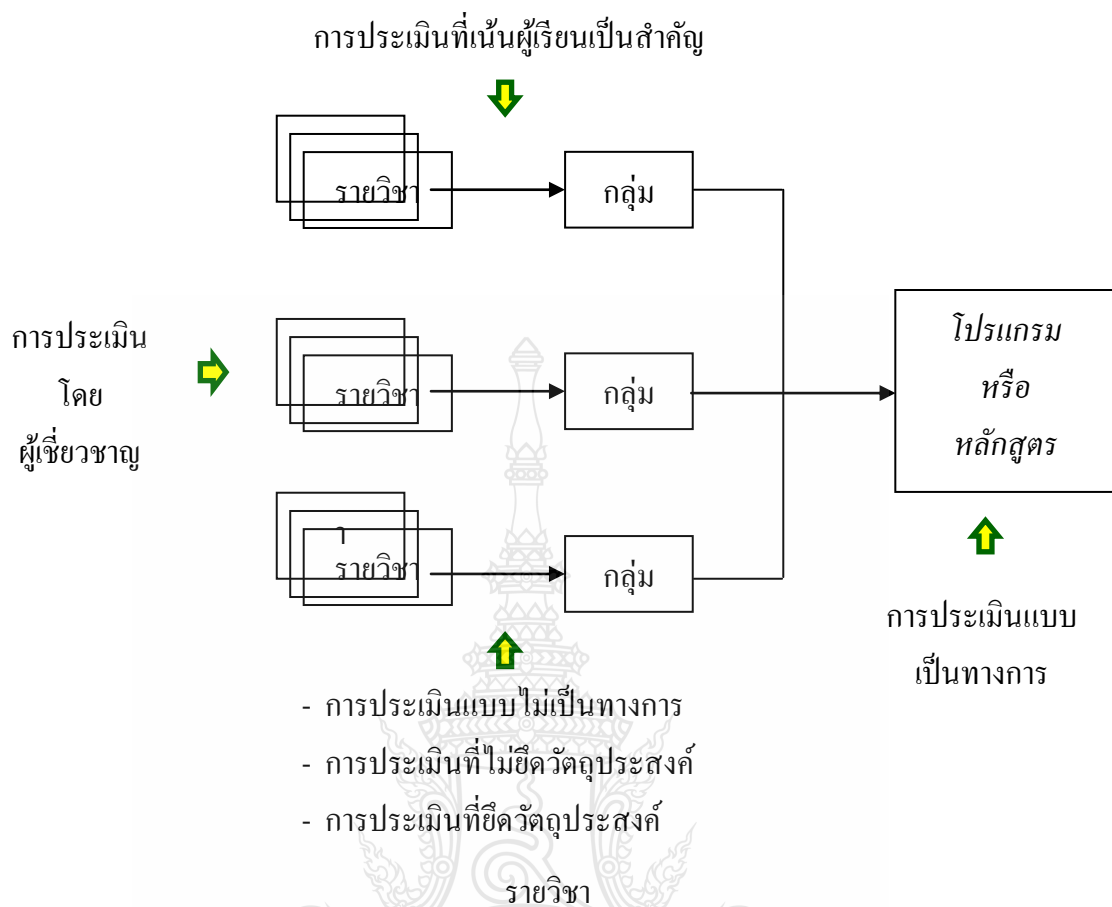 การประเมินที่เน้นผู้เรียนเป็นสำคัญ
รายวิชา
กลุ่ม
การประเมิน
โดย
ผู้เชี่ยวชาญ
รายวิชา
กลุ่ม
โปรแกรม
หรือ
หลักสูตร
า
รายวิชา
กลุ่ม
การประเมินแบบ
เป็นทางการ
- การประเมินแบบไม่เป็นทางการ
- การประเมินที่ไม่ยึดวัตถุประสงค์
- การประเมินที่ยึดวัตถุประสงค์
รายวิชา